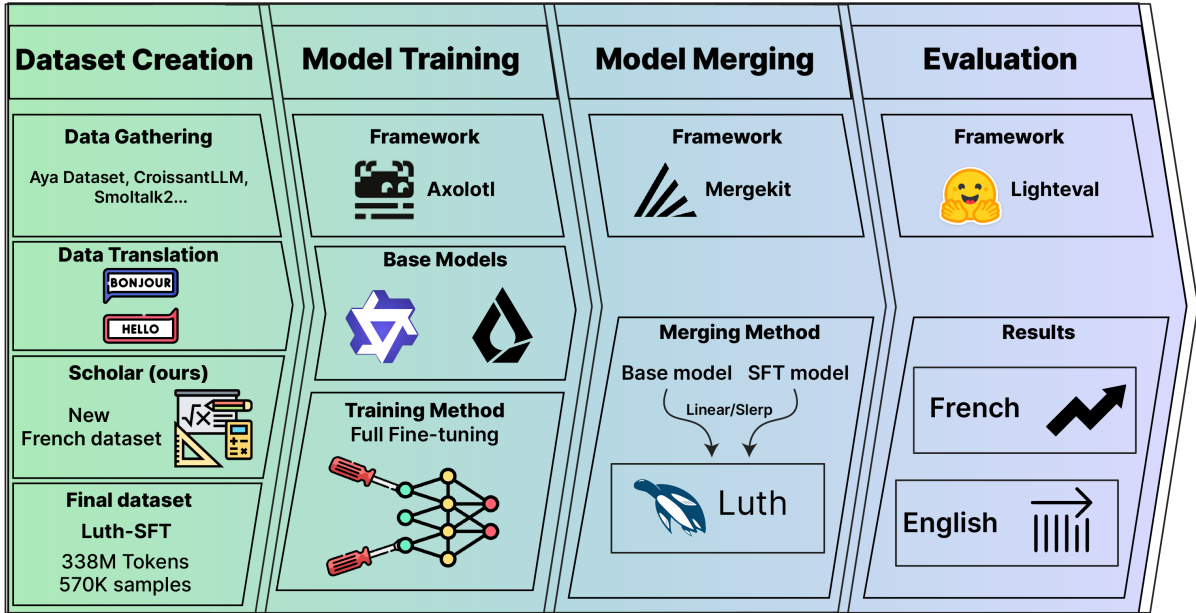 Dataset Creation
Data Gathering
Aya Dataset, CroissantLLM,
Smoltalk2...
Data Translation
BONJOUR
HELLO
Scholar (ours)
New
French dataset
√x
Final dataset
Luth-SFT
338M Tokens
570K samples
Model Training
Framework
Axolotl
Base Models
Training Method
Full Fine-tuning
Model Merging
Framework
Mergekit
Merging Method
Base model SFT model
Linear/Slerp
Luth
Evaluation
Framework
Lighteval
Results
French
English